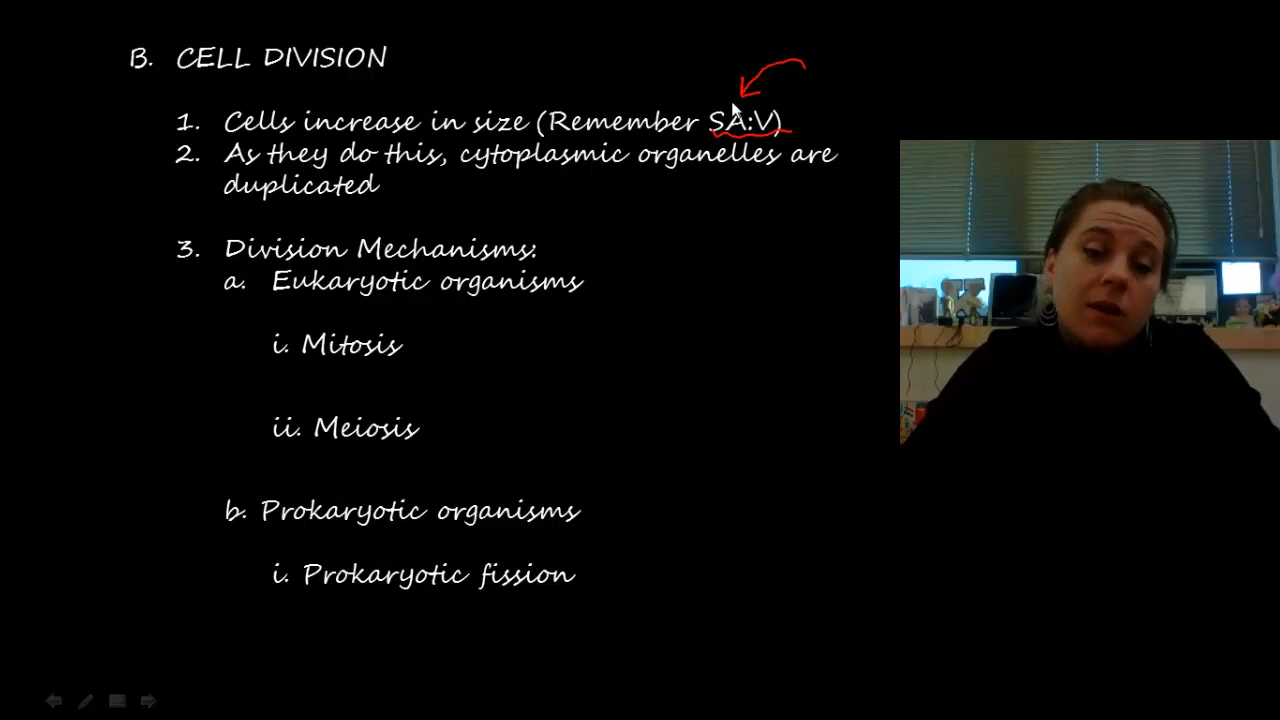 B. CELL DIVISION
1. Cells increase in size (Remember SA:V)
2. As they do this, cytoplasmic organelles are
duplicated
3. Division Mechanisms:
a. Eukaryotic organisms
i. Mitosis
ii. Meiosis
b. Prokaryotic organisms
i. Prokaryotic fission